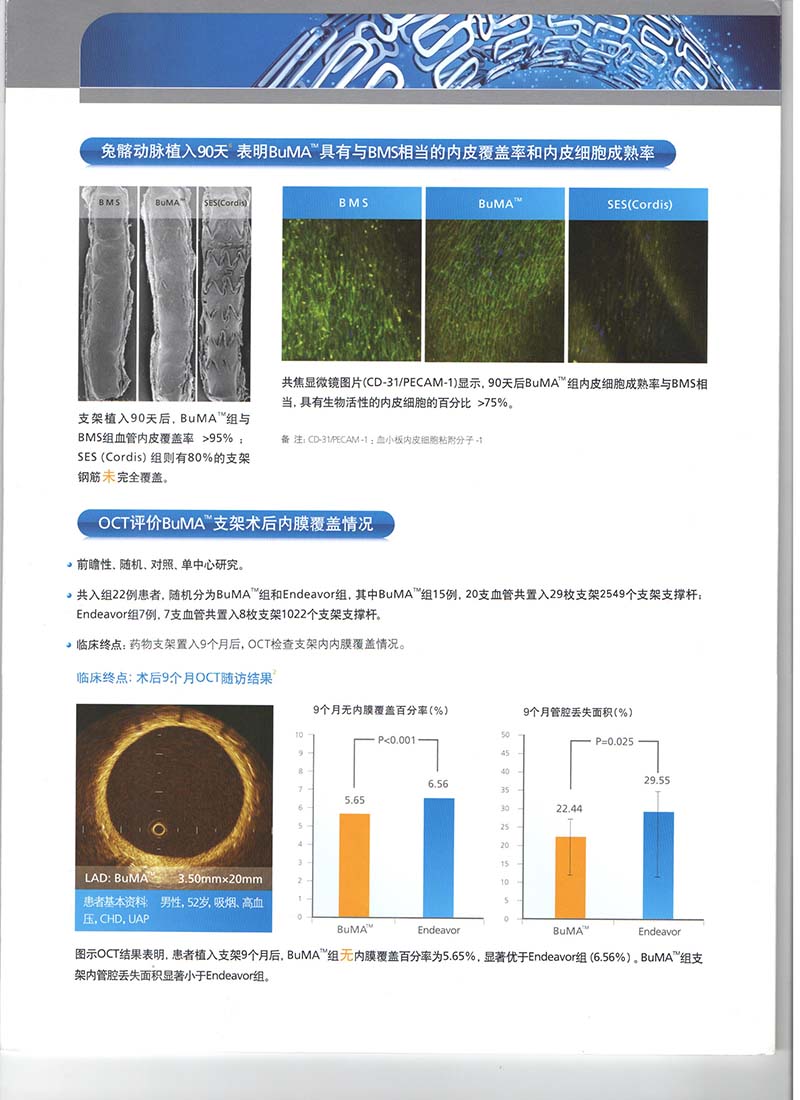 兔髂动脉植入90天⁶ 表明BuMA™具有与BMS相当的内皮覆盖率和内皮细胞成熟率
BMS
BuMA™
SES(Cordis)
BMS
BuMA™
SES(Cordis)
支架植入90天后，BuMA™组与
BMS组血管内皮覆盖率 >95% ；
SES (Cordis) 组则有80%的支架
钢筋未完全覆盖。
共焦显微镜图片(CD-31/PECAM-1)显示，90天后BuMA™组内皮细胞成熟率与BMS相
当，具有生物活性的内皮细胞的百分比 >75%。
备 注：CD-31/PECAM -1：血小板内皮细胞粘附分子 -1
OCT评价BuMA™支架术后内膜覆盖情况
前瞻性、随机、对照、单中心研究。
共入组22例患者，随机分为BuMA™组和Endeavor组，其中BuMA™组15例，20支血管共置入29枚支架2549个支架支撑杆；
Endeavor组7例，7支血管共置入8枚支架1022个支架支撑杆。
临床终点：药物支架置入9个月后，OCT检查支架内内膜覆盖情况。
临床终点：术后9个月OCT随访结果⁷
LAD: BuMA™ 3.50mm×20mm
患者基本资料： 男性，52岁，吸烟、高血
压，CHD，UAP
9个月无内膜覆盖百分率(%)
10
9
8
7
6
5
4
3
2
1
0
P<0.001
5.65
6.56
BuMA™
Endeavor
9个月管腔丢失面积(%)
50
45
40
35
30
25
20
15
10
5
0
P=0.025
22.44
29.55
BuMA™
Endeavor
图示OCT结果表明，患者植入支架9个月后，BuMA™组无内膜覆盖百分率为5.65%，显著优于Endeavor组 (6.56%) 。BuMA™组支
架内管腔丢失面积显著小于Endeavor组。